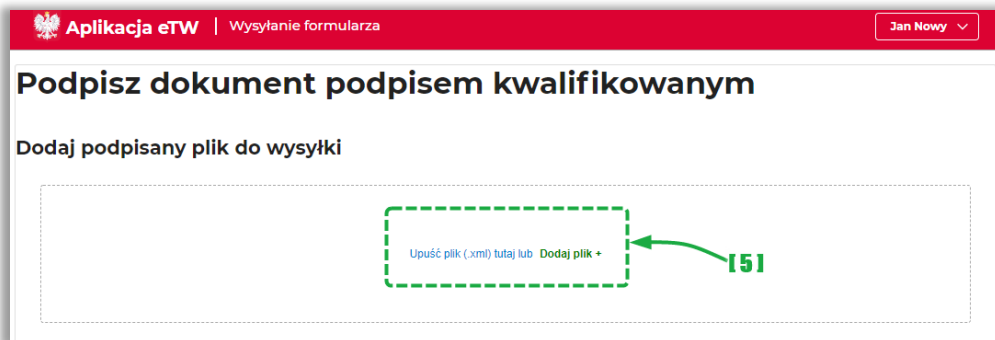 Aplikacja eTW | Wysyłanie formularza Jan Nowy
Podpisz dokument podpisem kwalifikowanym
Dodaj podpisany plik do wysyłki
Upuść plik (.xml) tutaj lub Dodaj plik +
[5]